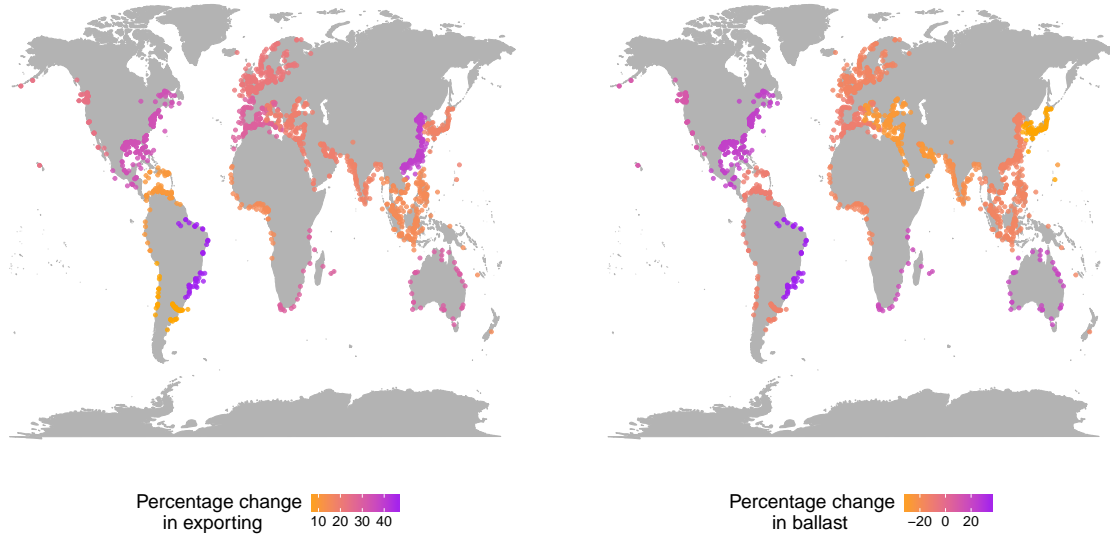 Percentage change
in exporting
10 20 30 40
Percentage change
in ballast
−20 0 20